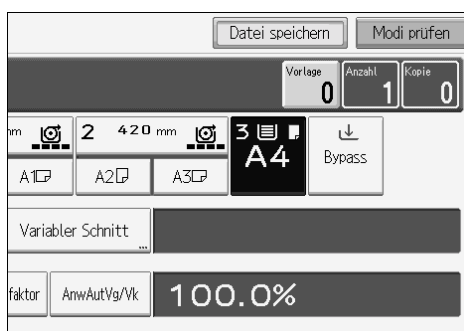 Datei speichern Modi prüfen
Vorlage Anzahl Kopie
0 1 0
mm 2 420 mm 3
A4 Bypass
A1 A2 A3
Variabler Schnitt ...
faktor AnwAutVg/Vk 100.0%